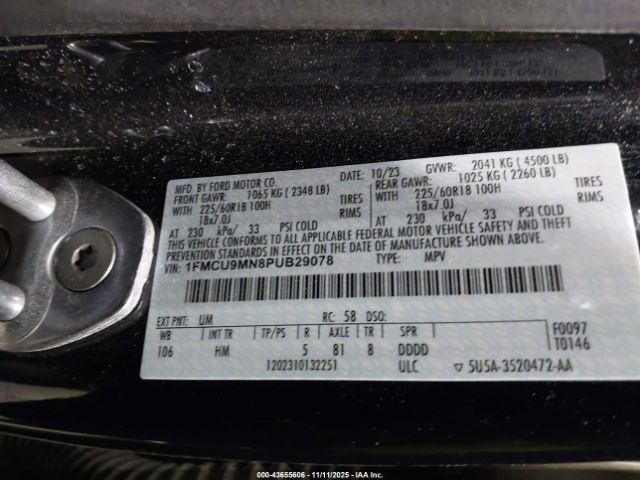 MFD. BY FORD MOTOR CO.
DATE: 10/23 GVWR: 2041 KG ( 4500 LB)
FRONT GAWR: 1065 KG ( 2348 LB) REAR GAWR: 1025 KG ( 2260 LB)
WITH 225/60R18 100H TIRES WITH 225/60R18 100H TIRES
18x7.0J RIMS 18x7.0J RIMS
AT 230 kPa/ 33 PSI COLD AT 230 kPa/ 33 PSI COLD
THIS VEHICLE CONFORMS TO ALL APPLICABLE FEDERAL MOTOR VEHICLE SAFETY AND THEFT
PREVENTION STANDARDS IN EFFECT ON THE DATE OF MANUFACTURE SHOWN ABOVE.
VIN: 1FMCU9MN8PUB29078 TYPE: MPV
EXT PNT: UM RC: 58 DSO:
WB INT TR TP/PS R AXLE TR SPR F0097
106 HM 5 81 8 DDDD T0146
1202310132251 ULC 5U5A-3520472-AA
000-43655606 - 11/11/2025 - IAAHolding LLC